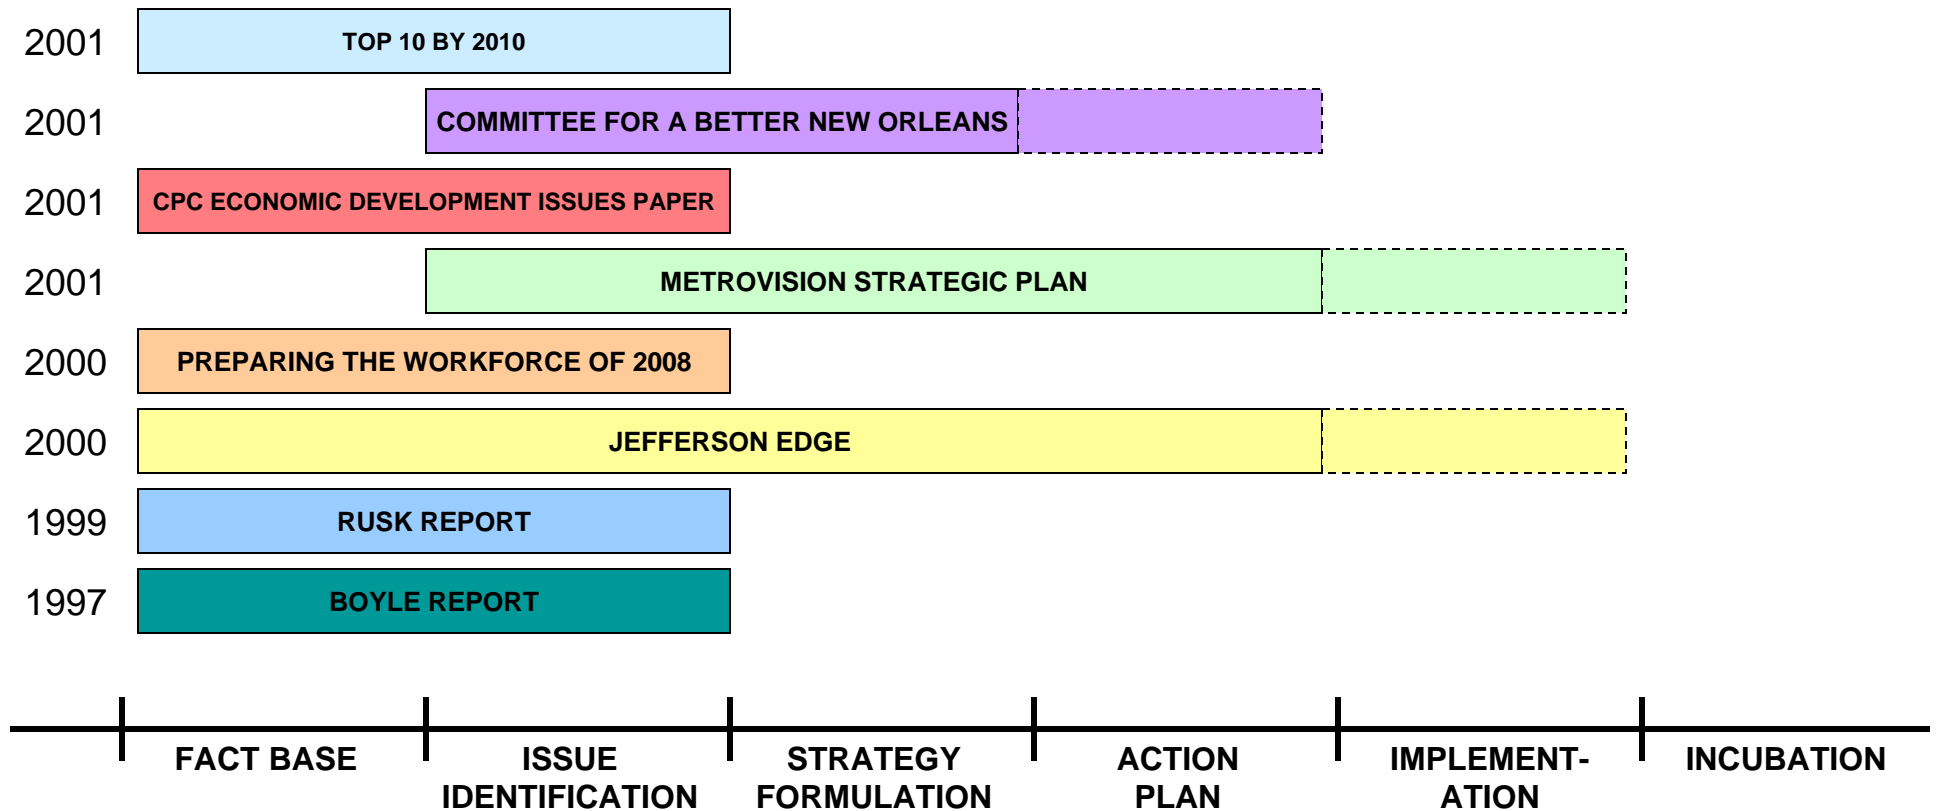 2001
TOP 10 BY 2010
2001
COMMITTEE FOR A BETTER NEW ORLEANS
2001
CPC ECONOMIC DEVELOPMENT ISSUES PAPER
2001
METROVISION STRATEGIC PLAN
2000
PREPARING THE WORKFORCE OF 2008
2000
JEFFERSON EDGE
1999
RUSK REPORT
1997
BOYLE REPORT
FACT BASE
ISSUE
IDENTIFICATION
STRATEGY
FORMULATION
ACTION
PLAN
IMPLEMENT-
ATION
INCUBATION